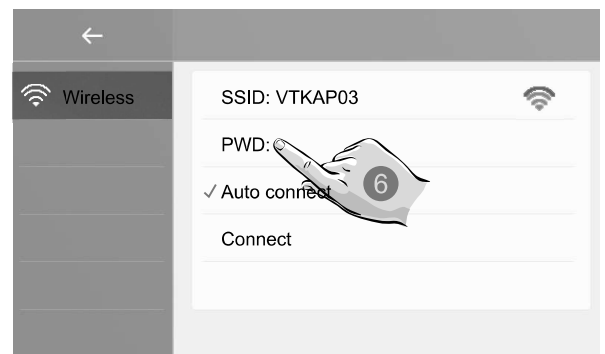 Wireless
SSID: VTKAP03
PWD:
6
Auto connect
Connect